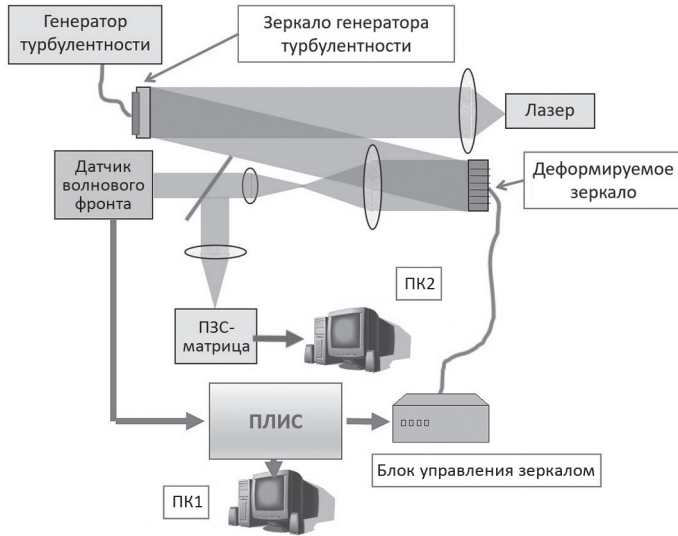 Генератор
турбулентности
Зеркало генератора
турбулентности
Лазер
Датчик
волнового
фронта
Деформируемое
зеркало
ПК2
ПЗС-
матрица
ПЛИС
Блок управления зеркалом
ПК1